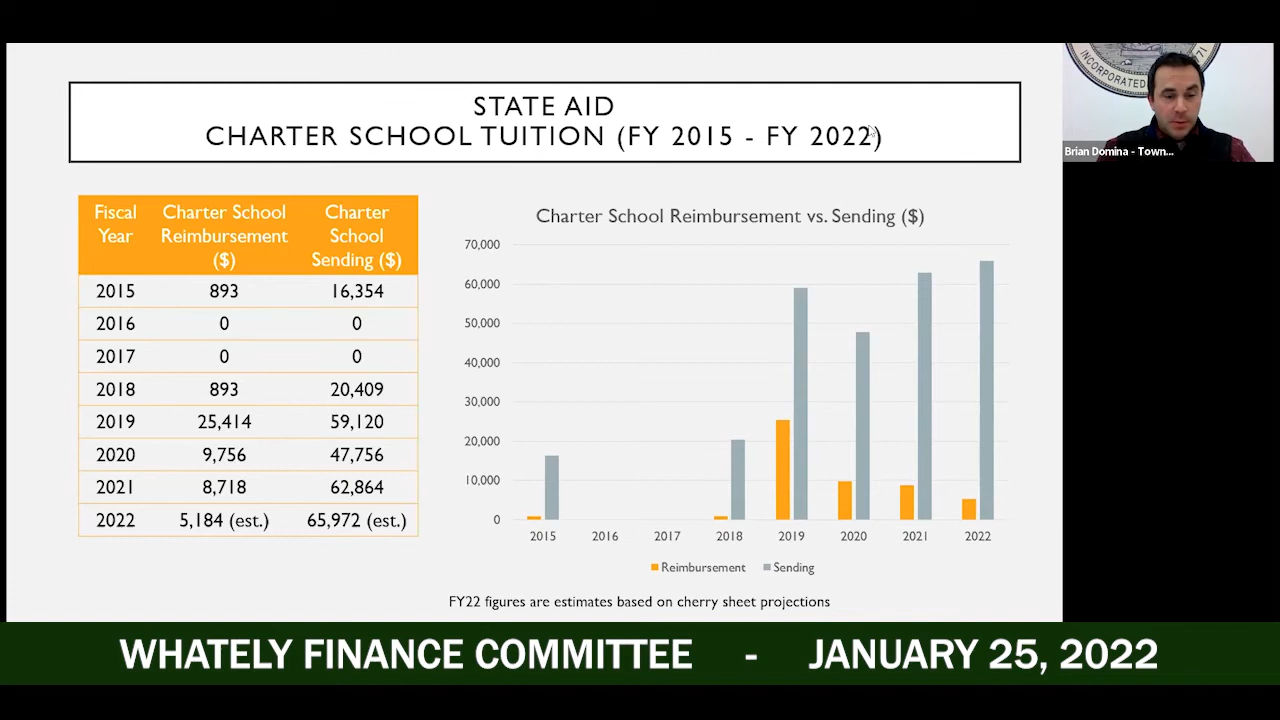 STATE AID
CHARTER SCHOOL TUITION (FY 2015 - FY 2022)
Fiscal Year
Charter School Reimbursement ($)
Charter School Sending ($)
2015 893 16,354
2016 0 0
2017 0 0
2018 893 20,409
2019 25,414 59,120
2020 9,756 47,756
2021 8,718 62,864
2022 5,184 (est.) 65,972 (est.)
Charter School Reimbursement vs. Sending ($)
70,000
60,000
50,000
40,000
30,000
20,000
10,000
0
2015 2016 2017 2018 2019 2020 2021 2022
Reimbursement Sending
FY22 figures are estimates based on cherry sheet projections
INCORPORATED
71
Brian Domina - Town...
WHATELY FINANCE COMMITTEE - JANUARY 25, 2022